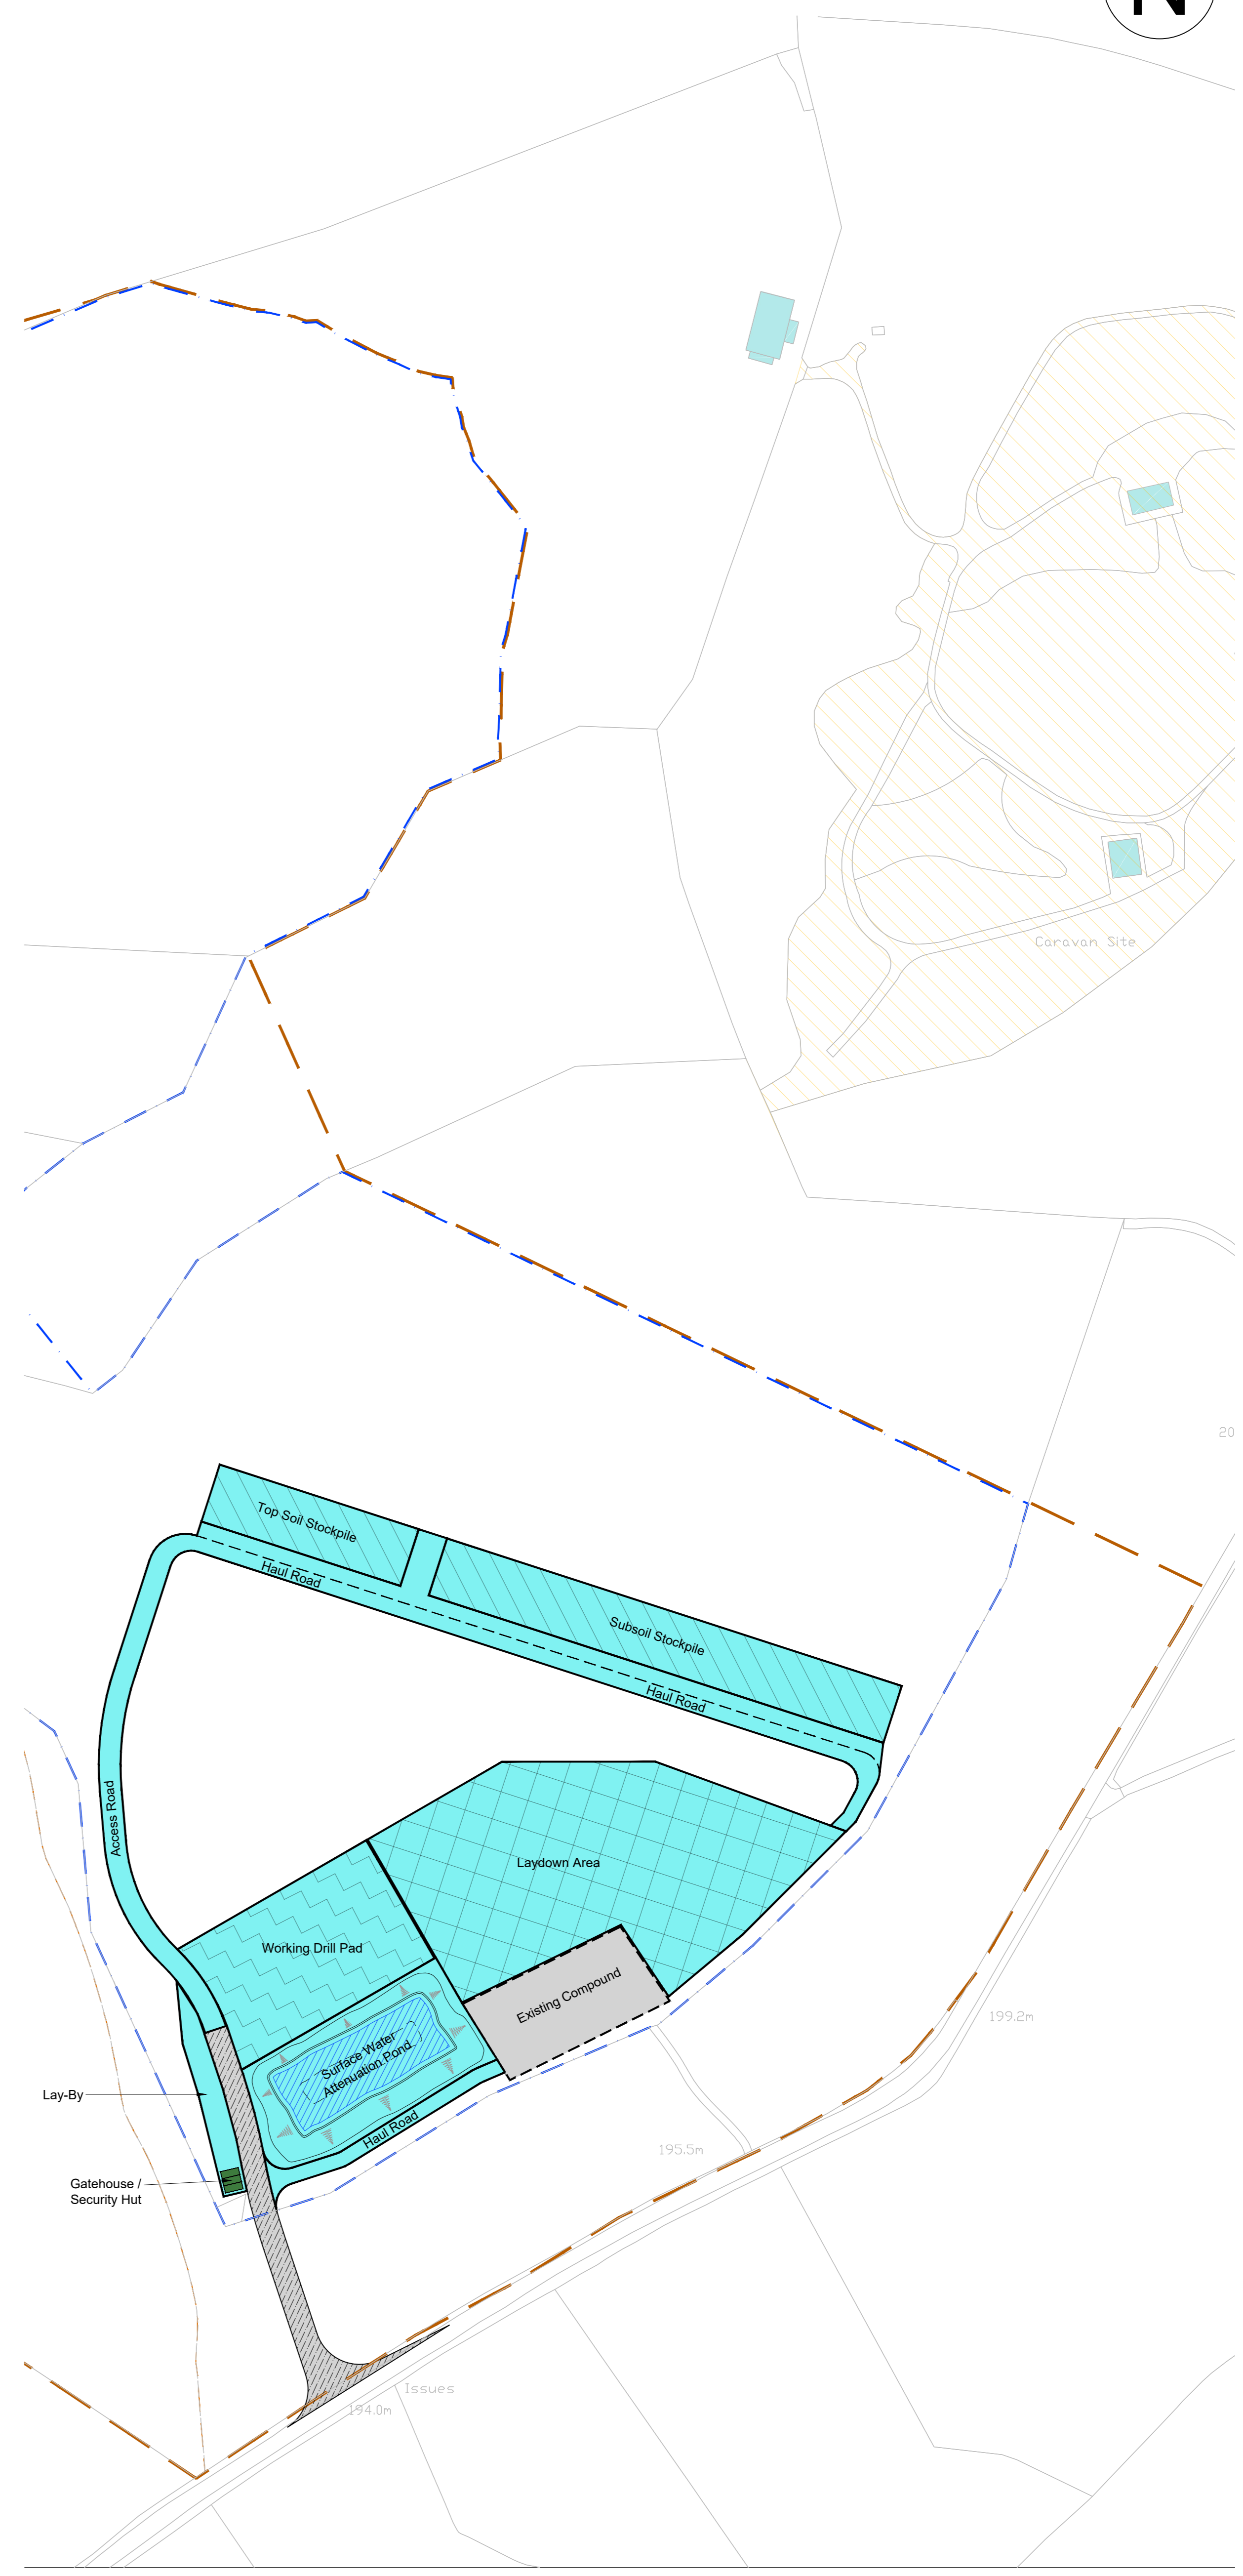 N
Caravan Site
20
Top Soil Stockpile
Haul Road
Subsoil Stockpile
Haul Road
Access Road
Laydown Area
Working Drill Pad
Existing Compound
199.2m
Surface Water
Attenuation Pond
Lay-By
Haul Road
195.5m
Gatehouse /
Security Hut
Issues
194.0m